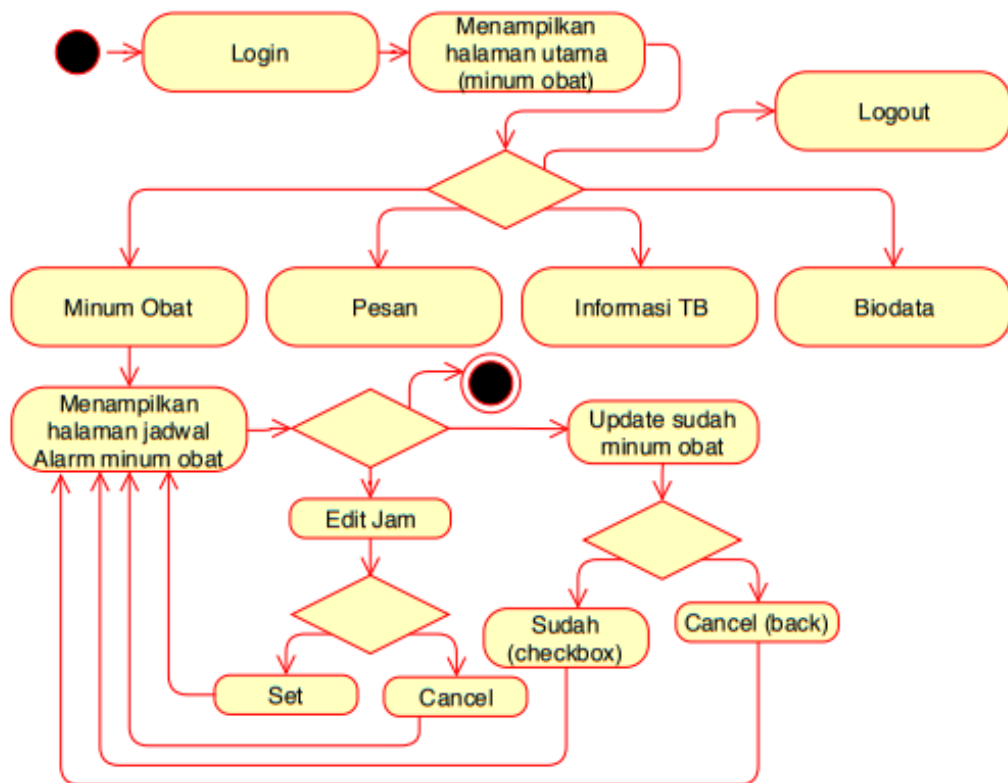 Login
Menampilkan
halaman utama
(minum obat)
Logout
Minum Obat
Pesan
Informasi TB
Biodata
Menampilkan
halaman jadwal
Alarm minum obat
Update sudah
minum obat
Edit Jam
Sudah
(checkbox)
Cancel (back)
Set
Cancel